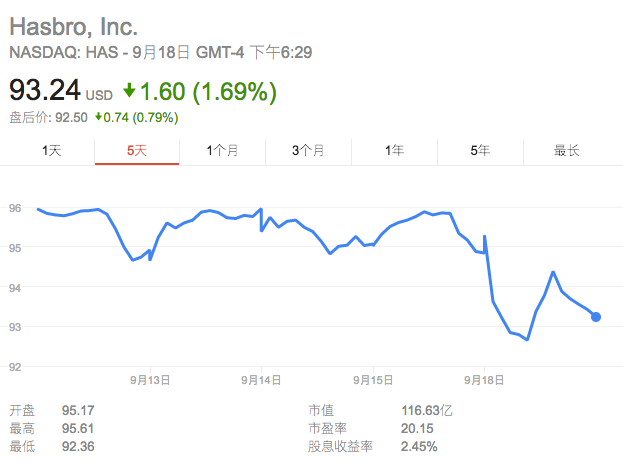 Hasbro, Inc.
NASDAQ: HAS - 9月18日 GMT-4 下午6:29
93.24 USD 1.60 (1.69%)
盘后价: 92.50 0.74 (0.79%)
1天 5天 1个月 3个月 1年 5年 最长
96
95
94
93
92
9月13日 9月14日 9月15日 9月18日
开盘 95.17 市值 116.63亿
最高 95.61 市盈率 20.15
最低 92.36 股息收益率 2.45%